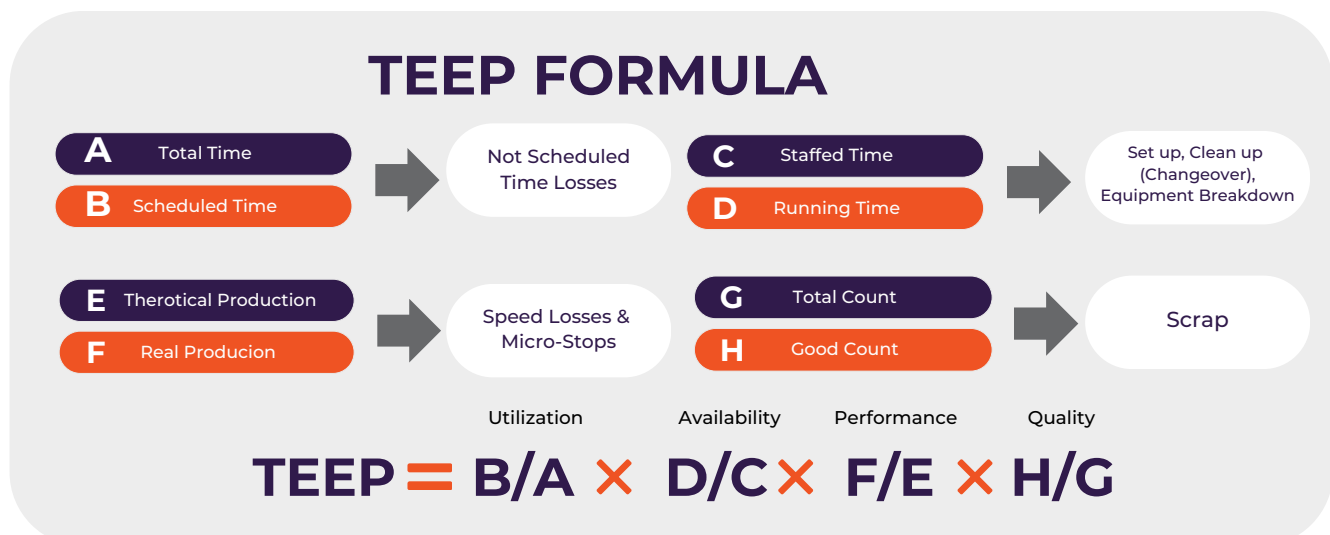 TEEP FORMULA
A Total Time
B Scheduled Time
Not Scheduled
Time Losses
C Staffed Time
D Running Time
Set up, Clean up
(Changeover),
Equipment Breakdown
E Therotical Production
F Real Producion
Speed Losses &
Micro-Stops
G Total Count
H Good Count
Scrap
Utilization Availability Performance Quality
TEEP = B/A × D/C × F/E × H/G